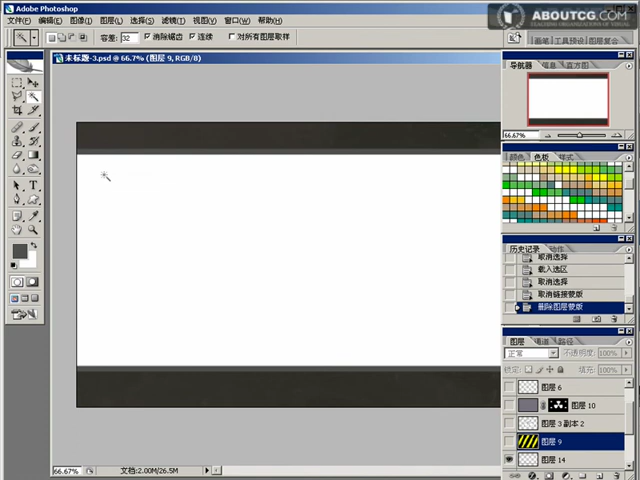 Adobe Photoshop
ABOUTCG.COM
文件(F) 编辑(E) 图像(I) 图层(L) 选择(S) 滤镜(T) 视图(V) 窗口(W) 帮助(H)
容差: 32 消除锯齿 连续 对所有图层取样
画笔 工具预设 图层复合
未标题-3.psd @ 66.7% (图层 9, RGB/8)
导航器 信息 直方图
66.67%
颜色 色板 样式
历史记录 动作
取消选择
载入选区
取消选择
取消链接蒙版
删除图层蒙版
图层 通道 路径
正常 不透明度: 100%
锁定: 填充: 100%
图层 6
图层 10
图层 3 副本 2
图层 9
图层 14
66.67% 文档:2.00M/26.5M